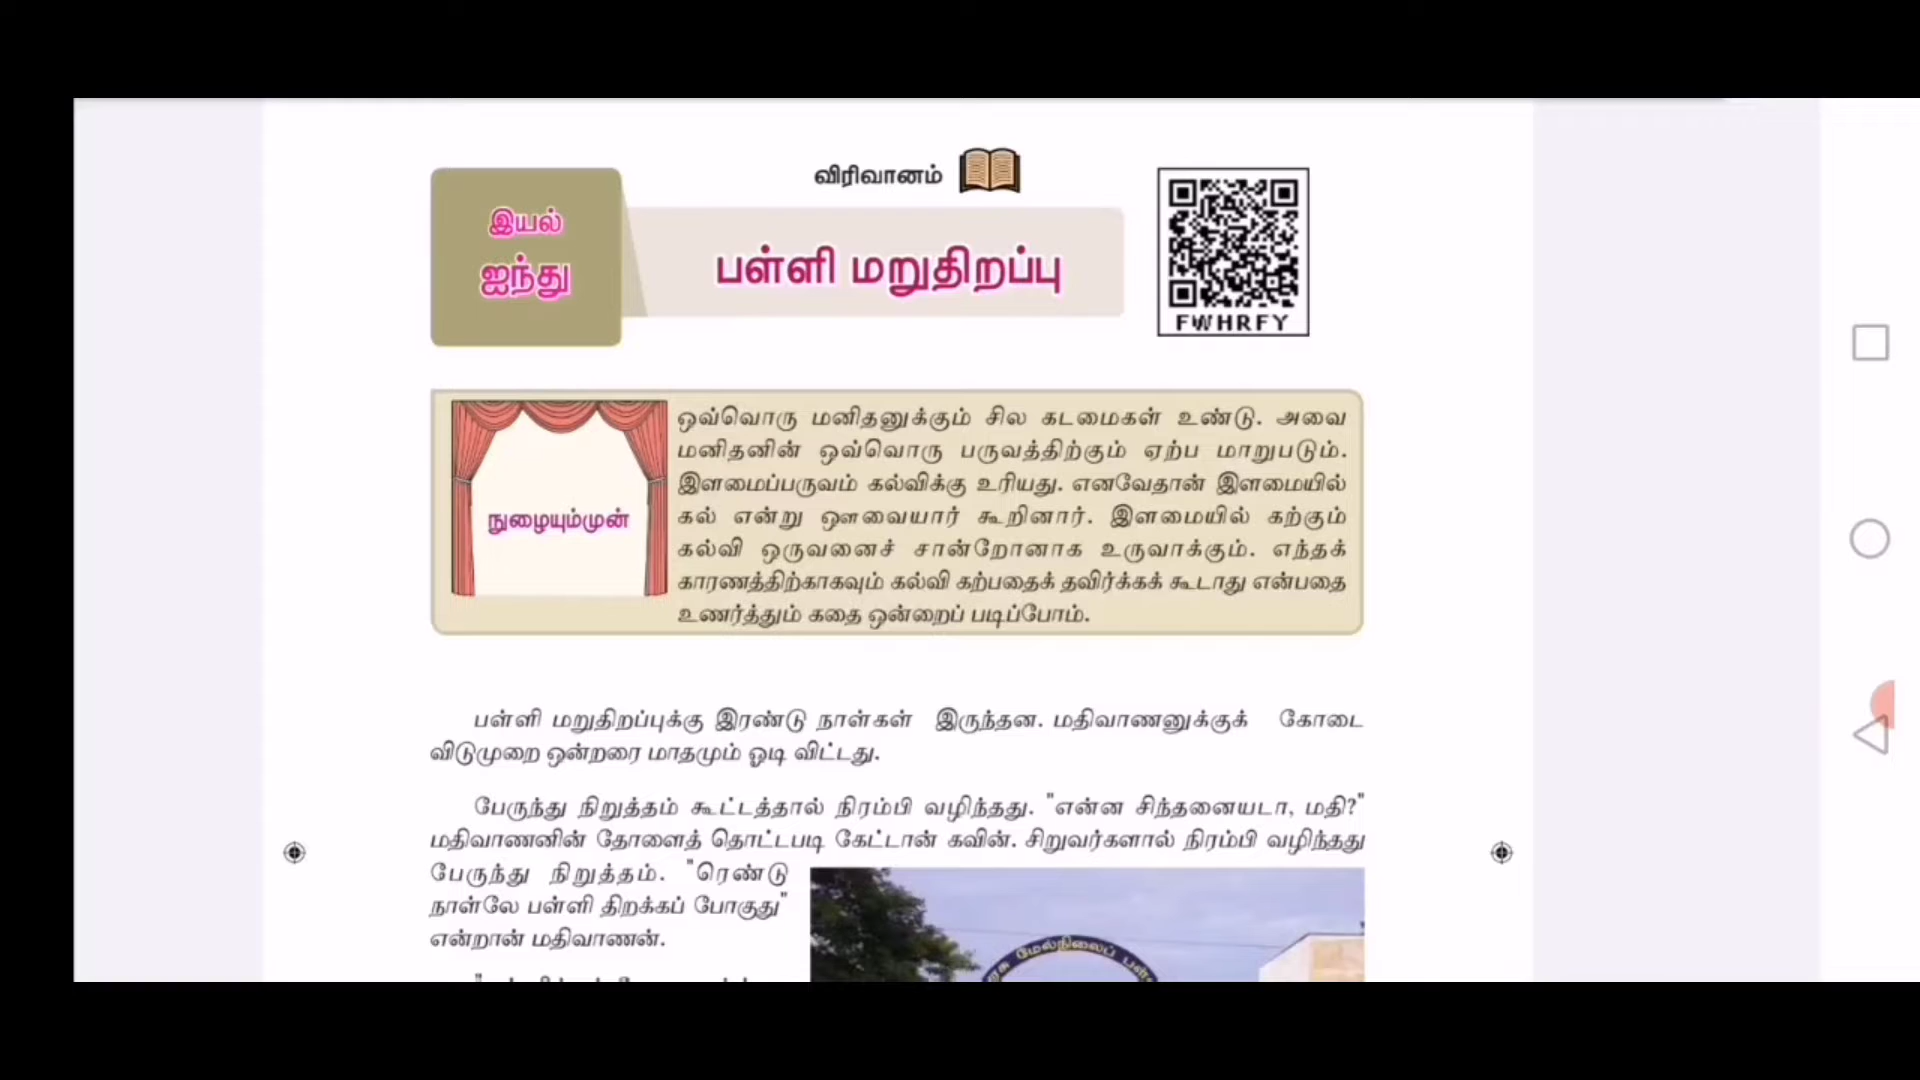 விரிவானம்
இயல்
ஐந்து
பள்ளி மறுதிறப்பு
FWHRFY
நுழையும்முன்
ஒவ்வொரு மனிதனுக்கும் சில கடமைகள் உண்டு. அவை
மனிதனின் ஒவ்வொரு பருவத்திற்கும் ஏற்ப மாறுபடும்.
இளமைப்பருவம் கல்விக்கு உரியது. எனவேதான் இளமையில்
கல் என்று ஔவையார் கூறினார். இளமையில் கற்கும்
கல்வி ஒருவனைச் சான்றோனாக உருவாக்கும். எந்தக்
காரணத்திற்காகவும் கல்வி கற்பதைக் தவிர்க்கக் கூடாது என்பதை
உணர்த்தும் கதை ஒன்றைப் படிப்போம்.
பள்ளி மறுதிறப்புக்கு இரண்டு நாள்கள் இருந்தன. மதிவாணனுக்குக் கோடை
விடுமுறை ஒன்றரை மாதமும் ஓடி விட்டது.
பேருந்து நிறுத்தம் கூட்டத்தால் நிரம்பி வழிந்தது. "என்ன சிந்தனையடா, மதி?"
மதிவாணனின் தோளைத் தொட்டபடி கேட்டான் கவின். சிறுவர்களால் நிரம்பி வழிந்தது
பேருந்து நிறுத்தம். "ரெண்டு
நாள்லே பள்ளி திறக்கப் போகுது"
என்றான் மதிவாணன்.
மேல்நிலைப்